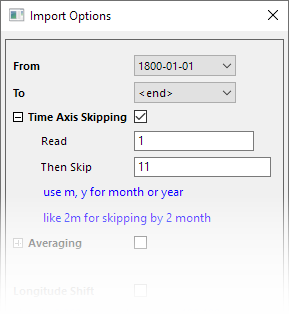 Import Options
From 1800-01-01
To <end>
Time Axis Skipping
Read 1
Then Skip 11
use m, y for month or year
like 2m for skipping by 2 month
Averaging
Longitude Shift